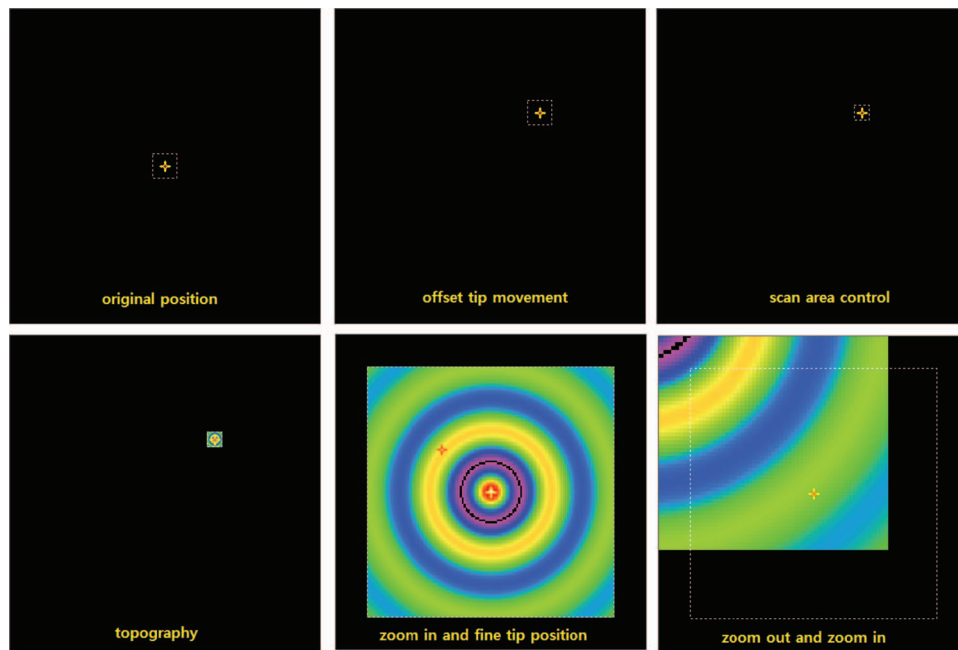 original position
offset tip movement
scan area control
topography
zoom in and fine tip position
zoom out and zoom in